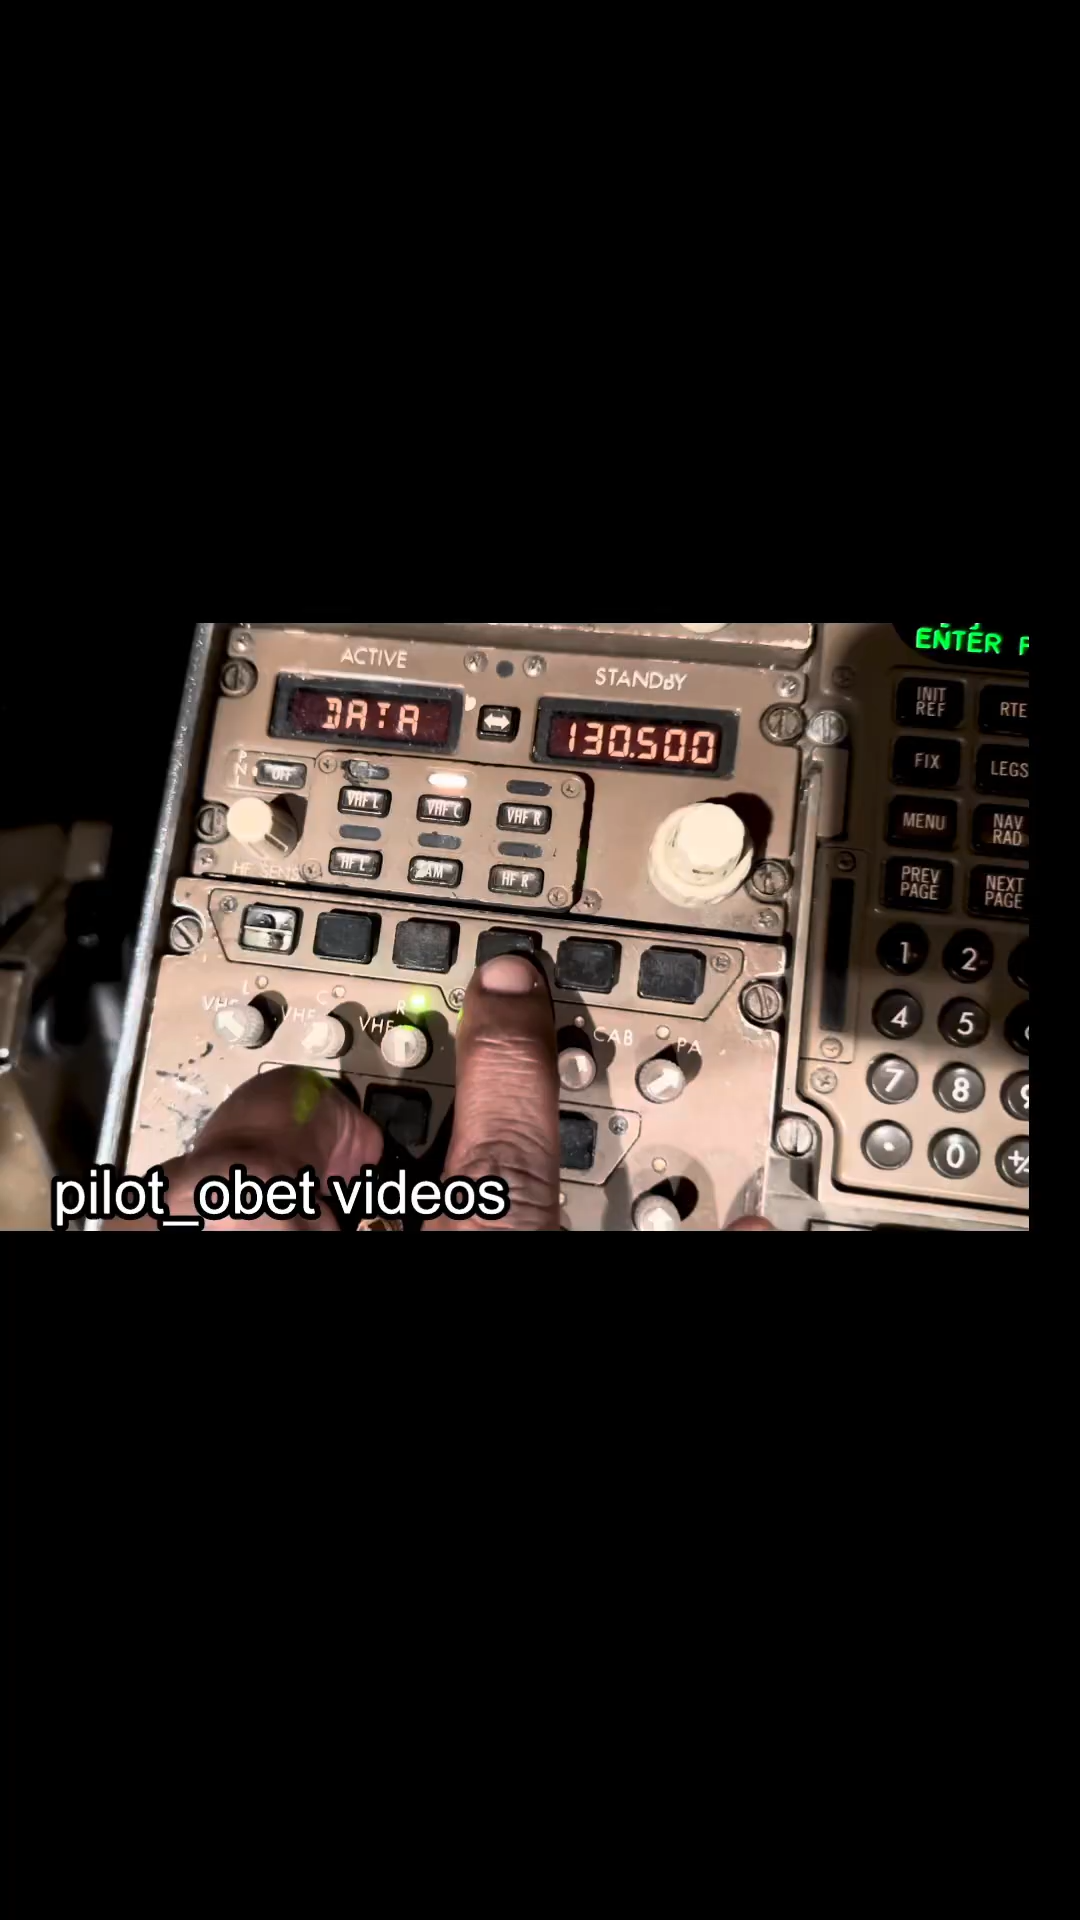 ENTER
ACTIVE
STANDBY
DATA
130.500
INIT
REF
RTE
PNL
OFF
FIX
LEGS
VHF L
VHF C
VHF R
MENU
NAV
RAD
HF L
AM
HF R
HF SENS
PREV
PAGE
NEXT
PAGE
1
2
L
VHF
C
VHF
R
VHF
CAB
PA
4
5
7
8
9
0
+/
pilot_obet videos